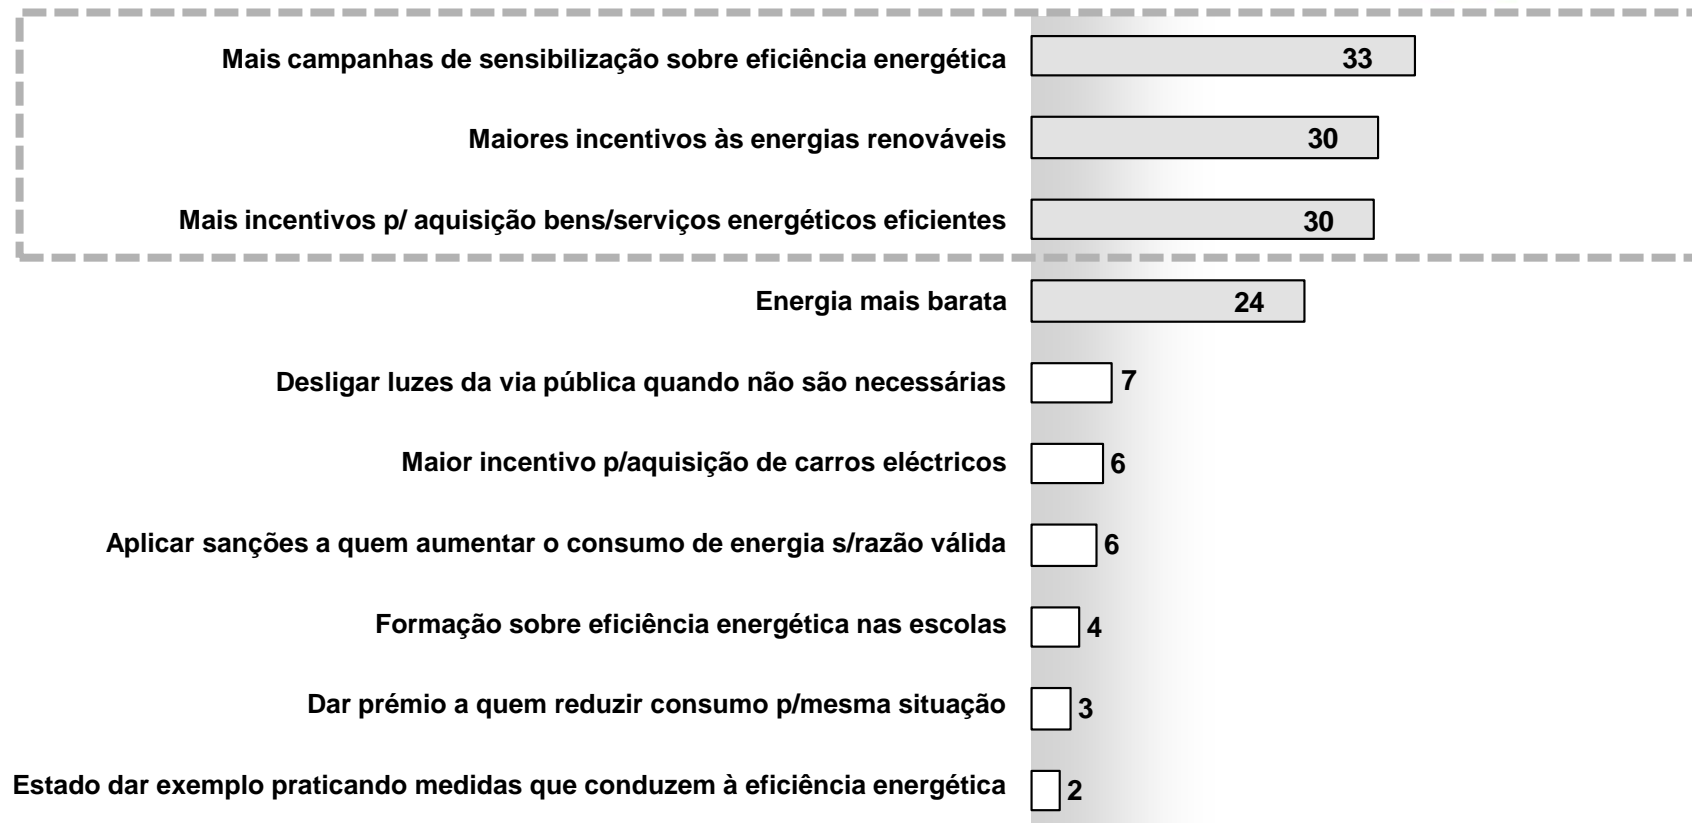 Mais campanhas de sensibilização sobre eficiência energética 33
Maiores incentivos às energias renováveis 30
Mais incentivos p/ aquisição bens/serviços energéticos eficientes 30
Energia mais barata 24
Desligar luzes da via pública quando não são necessárias 7
Maior incentivo p/aquisição de carros eléctricos 6
Aplicar sanções a quem aumentar o consumo de energia s/razão válida 6
Formação sobre eficiência energética nas escolas 4
Dar prémio a quem reduzir consumo p/mesma situação 3
Estado dar exemplo praticando medidas que conduzem à eficiência energética 2